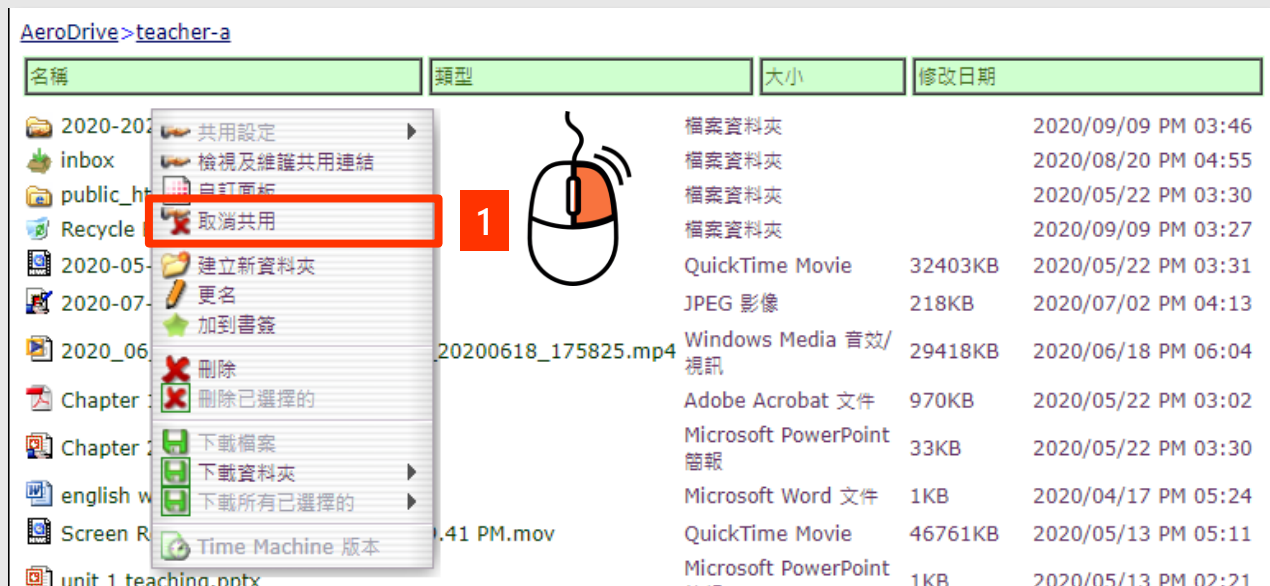 AeroDrive>teacher-a
名稱 類型 大小 修改日期
2020-202 檔案資料夾 2020/09/09 PM 03:46
共用設定
inbox 檔案資料夾 2020/08/20 PM 04:55
檢視及維護共用連結
public_ht 檔案資料夾 2020/05/22 PM 03:30
自訂面板
Recycle 檔案資料夾 2020/09/09 PM 03:27
取消共用
1
2020-05- QuickTime Movie 32403KB 2020/05/22 PM 03:31
建立新資料夾
2020-07- JPEG 影像 218KB 2020/07/02 PM 04:13
更名
加到書簽
2020_06 _20200618_175825.mp4 Windows Media 音效/
視訊 29418KB 2020/06/18 PM 06:04
刪除
刪除已選擇的
Chapter Adobe Acrobat 文件 970KB 2020/05/22 PM 03:02
下載檔案
Chapter 2 Microsoft PowerPoint
簡報 33KB 2020/05/22 PM 03:30
下載資料夾
english w Microsoft Word 文件 1KB 2020/04/17 PM 05:24
下載所有已選擇的
Screen R .41 PM.mov QuickTime Movie 46761KB 2020/05/13 PM 05:11
Time Machine 版本
unit 1 teaching.pptx Microsoft PowerPoint 1KB 2020/05/13 PM 02:21